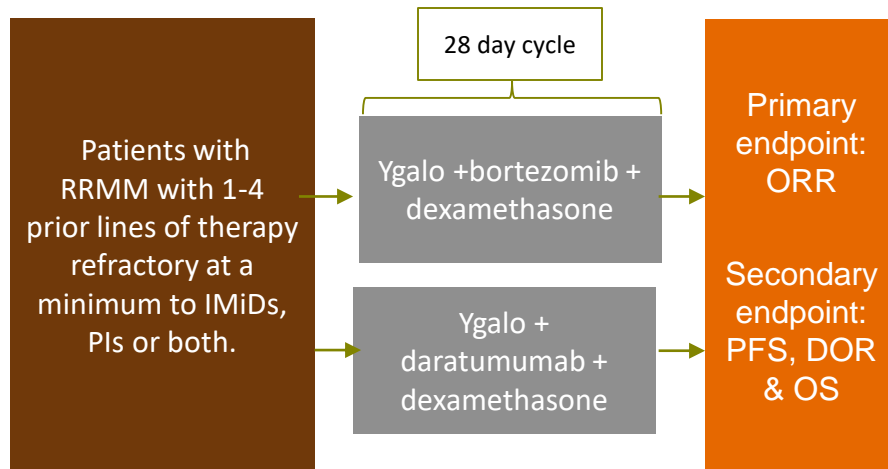 28 day cycle
Patients with
RRMM with 1-4
prior lines of therapy
refractory at a
minimum to IMiDs,
PIs or both.
Ygalo +bortezomib +
dexamethasone
Ygalo +
daratumumab +
dexamethasone
Primary
endpoint:
ORR
Secondary
endpoint:
PFS, DOR
& OS